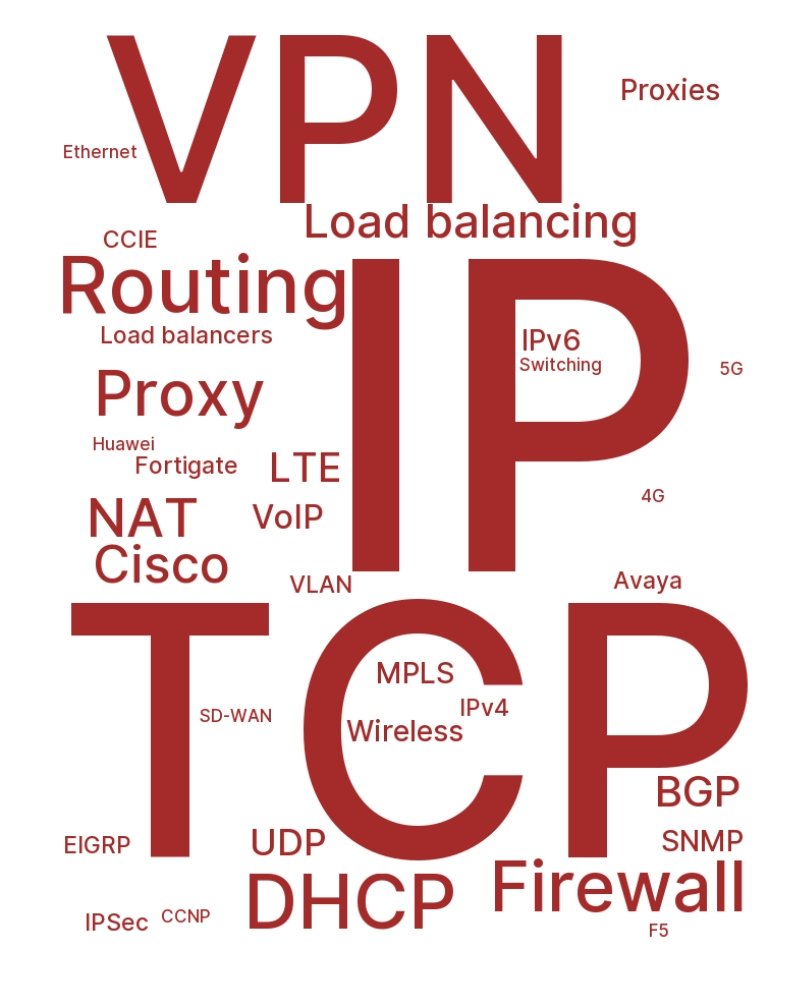 VPN
Proxies
Ethernet
Load balancing
CCIE
Routing
Load balancers
IP
IPv6
Switching
5G
Proxy
Huawei
Fortigate
LTE
4G
NAT
VoIP
Cisco
VLAN
Avaya
TCP
MPLS
IPv4
SD-WAN
Wireless
BGP
EIGRP
UDP
SNMP
Firewall
DHCP
IPSec
CCNP
F5